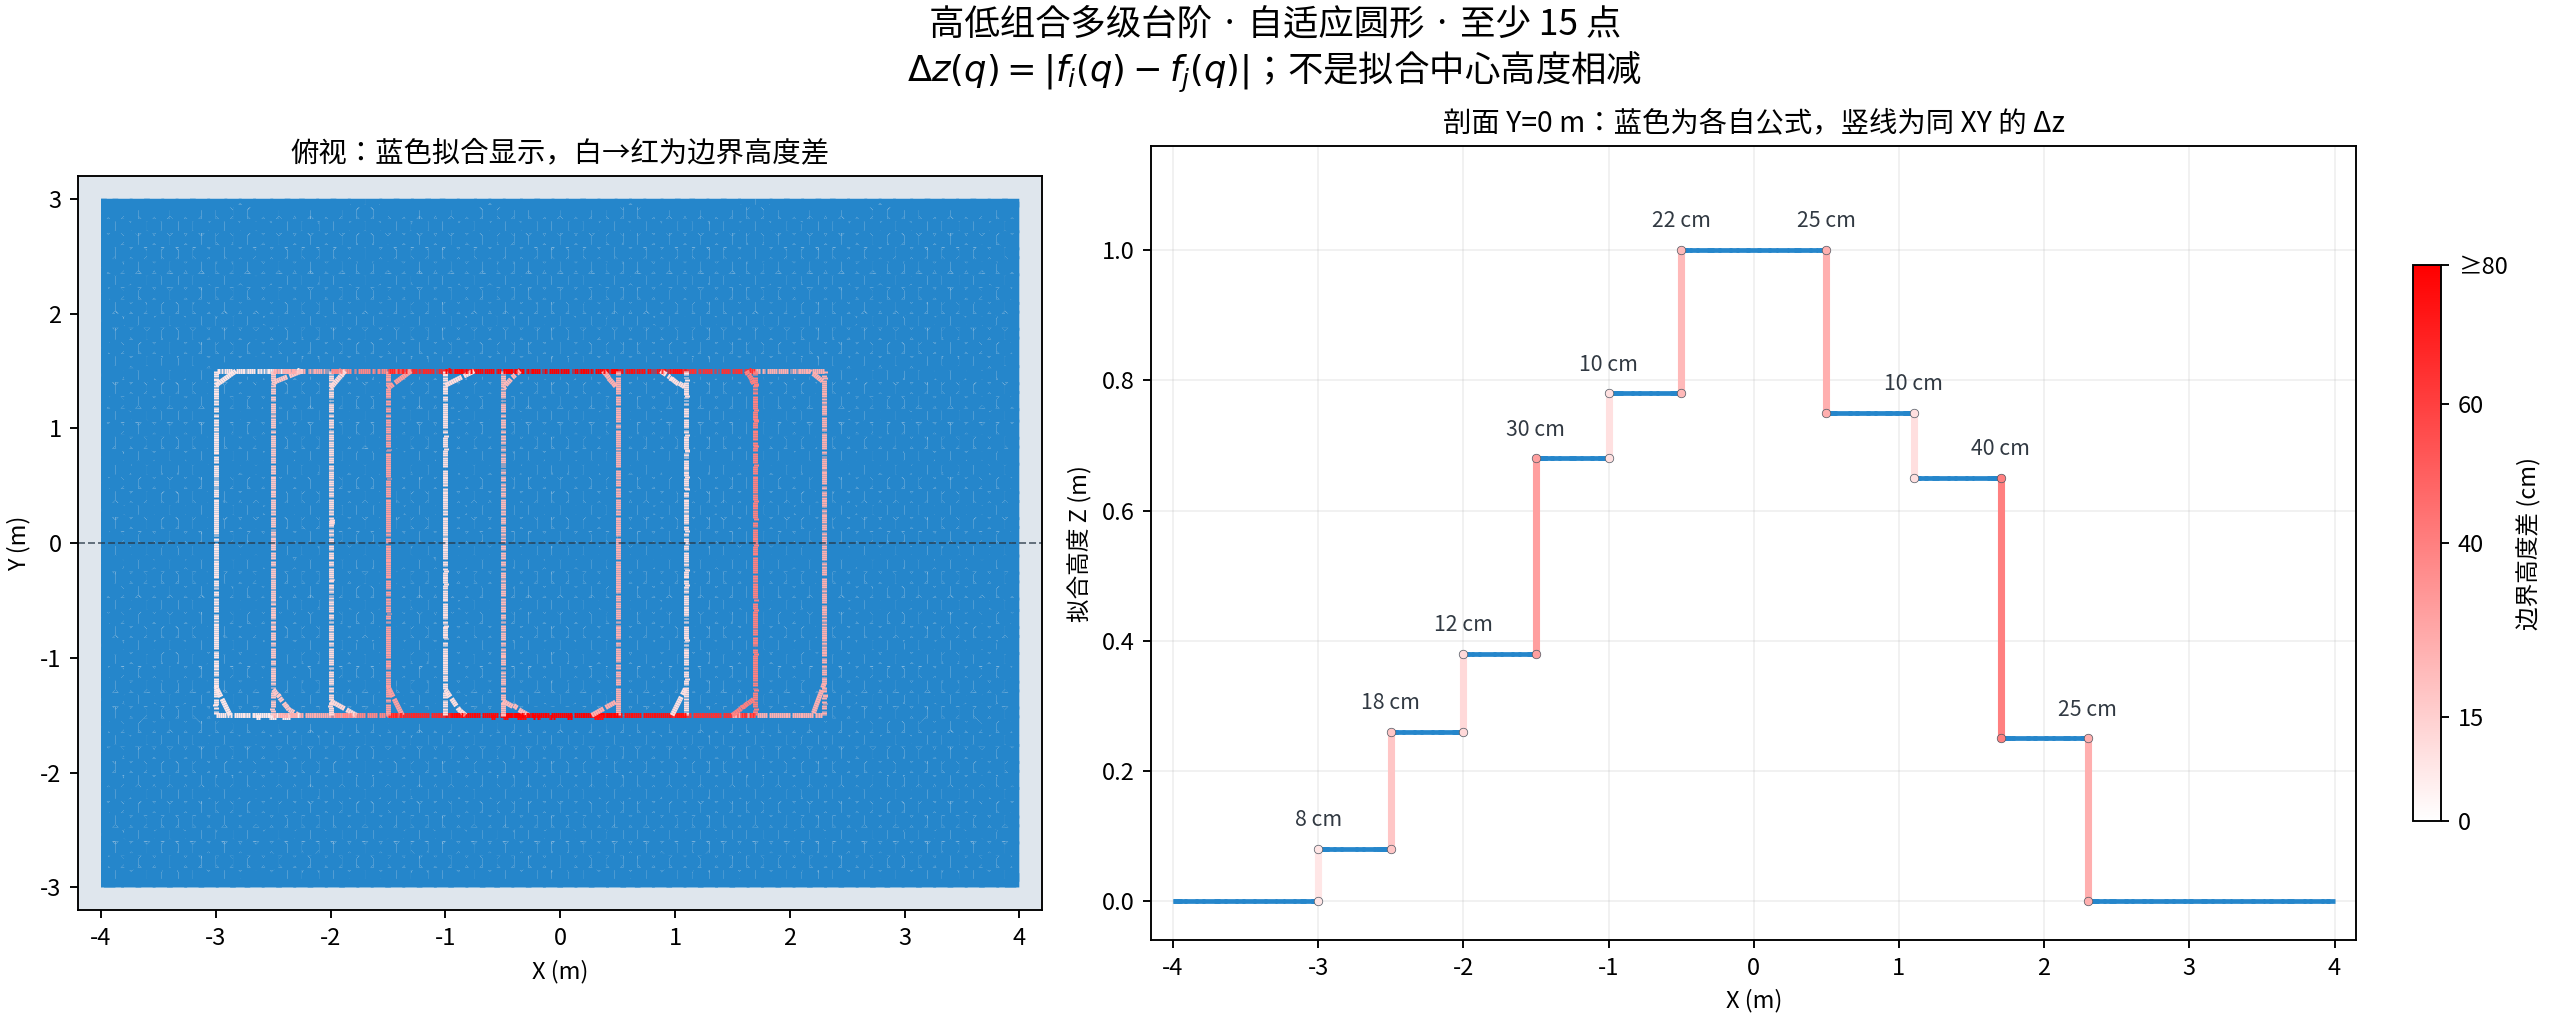 高低组合多级台阶 · 自适应圆形 · 至少 15 点
Δz(q) = |f_i(q) − f_j(q)|；不是拟合中心高度相减
俯视：蓝色拟合显示，白→红为边界高度差
3
2
1
0
-1
-2
-3
Y (m)
-4
-3
-2
-1
0
1
2
3
4
X (m)
剖面 Y=0 m：蓝色为各自公式，竖线为同 XY 的 Δz
1.0
0.8
0.6
0.4
0.2
0.0
拟合高度 Z (m)
8 cm
18 cm
12 cm
30 cm
10 cm
22 cm
25 cm
10 cm
40 cm
25 cm
-4
-3
-2
-1
0
1
2
3
4
X (m)
≥80
60
40
15
0
边界高度差 (cm)